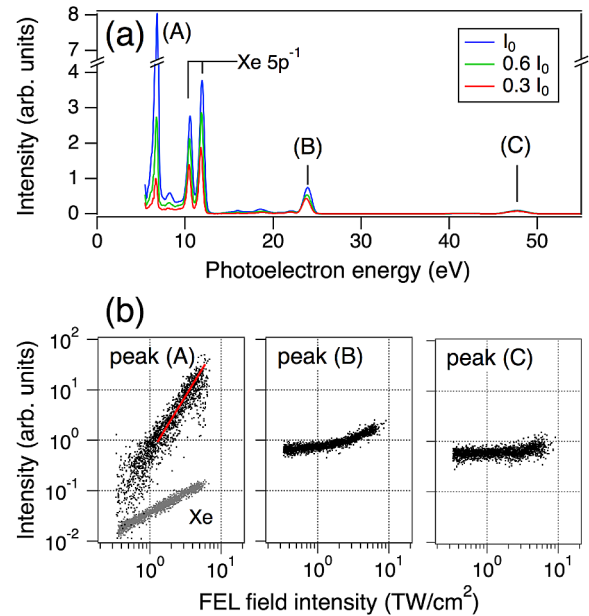 (a)
(A)
Xe 5p⁻¹
I₀
0.6 I₀
0.3 I₀
(B)
(C)
Intensity (arb. units)
8
6
4
3
2
1
0
0
10
20
30
40
50
Photoelectron energy (eV)
(b)
peak (A)
peak (B)
peak (C)
Xe
Intensity (arb. units)
10²
10¹
10⁰
10⁻¹
10⁻²
10⁰
10¹
10⁰
10¹
10⁰
10¹
FEL field intensity (TW/cm²)